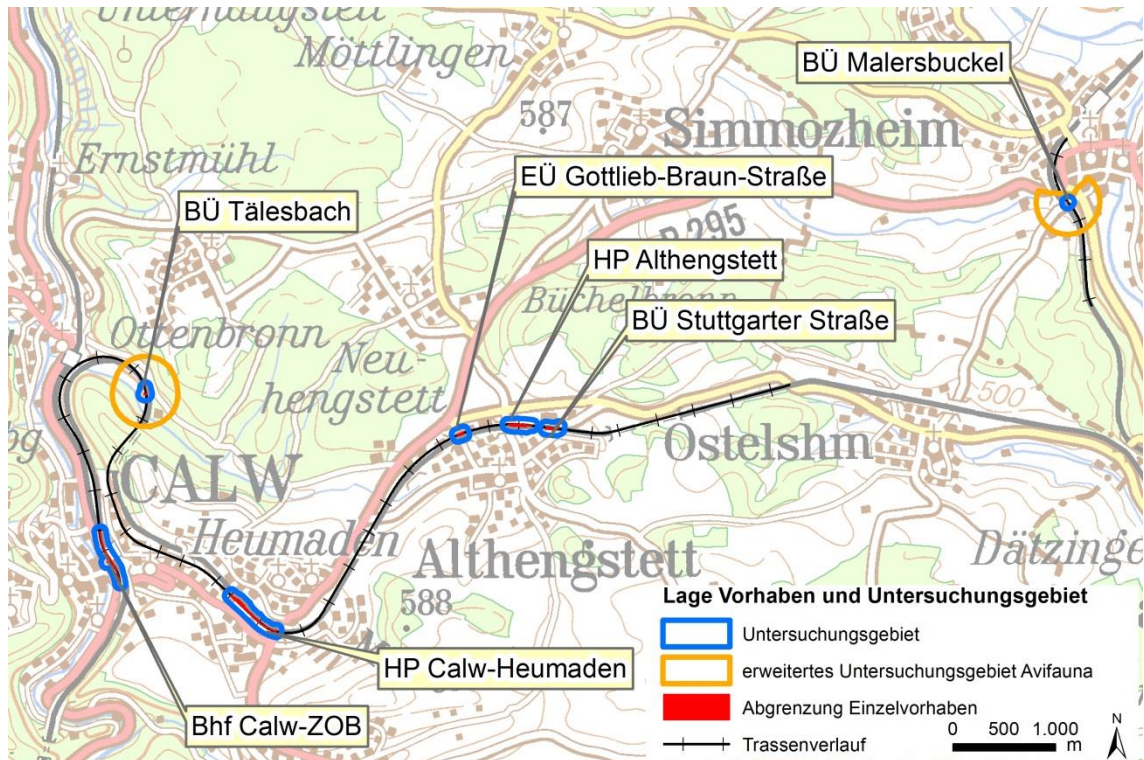 Möttlingen
BÜ Malersbuckel
587
Simmozheim
Ernstmühl
EÜ Gottlieb-Braun-Straße
BÜ Tälesbach
B 295
HP Althengstett
Büchelbronn
BÜ Stuttgarter Straße
Ottenbronn
Neu-
hengstett
500
Ostelshm
CALW
Heumaden
Althengstett
Dätzinge
588
HP Calw-Heumaden
Bhf Calw-ZOB
Lage Vorhaben und Untersuchungsgebiet
Untersuchungsgebiet
erweitertes Untersuchungsgebiet Avifauna
Abgrenzung Einzelvorhaben
Trassenverlauf
0 500 1.000
m
N